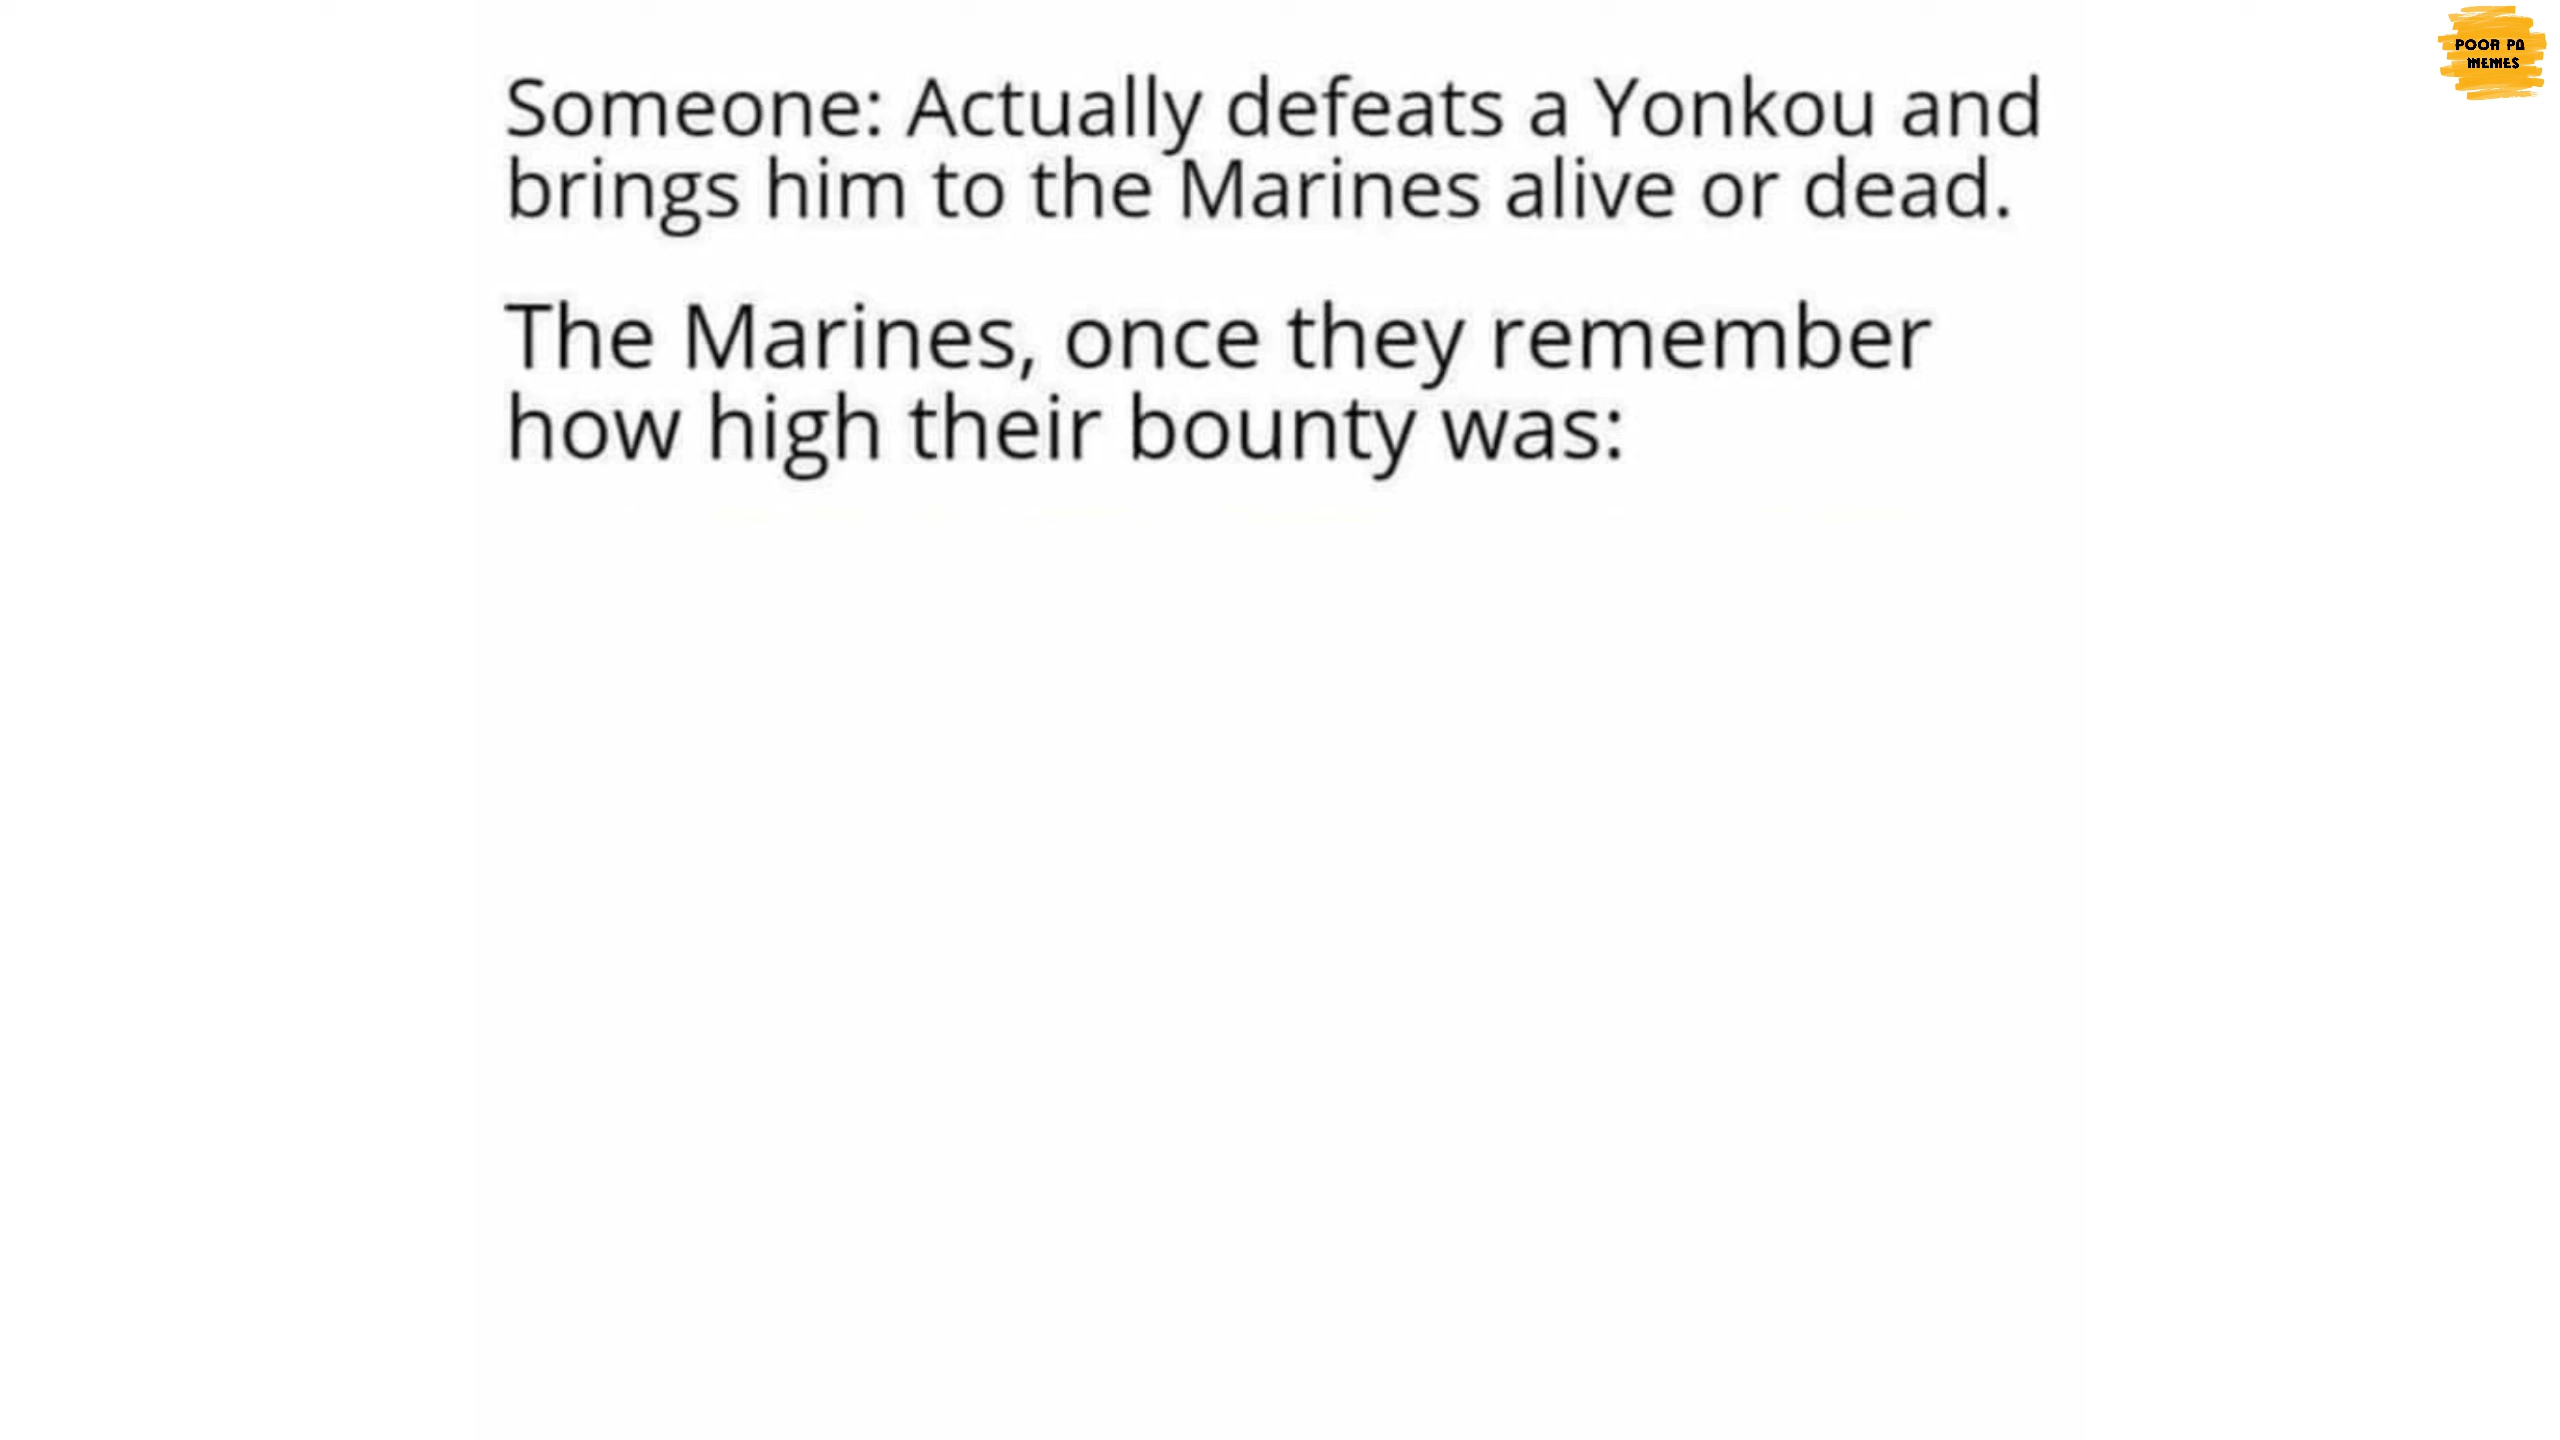 Someone: Actually defeats a Yonkou and
brings him to the Marines alive or dead.
The Marines, once they remember
how high their bounty was:
POOR PA
MEMES